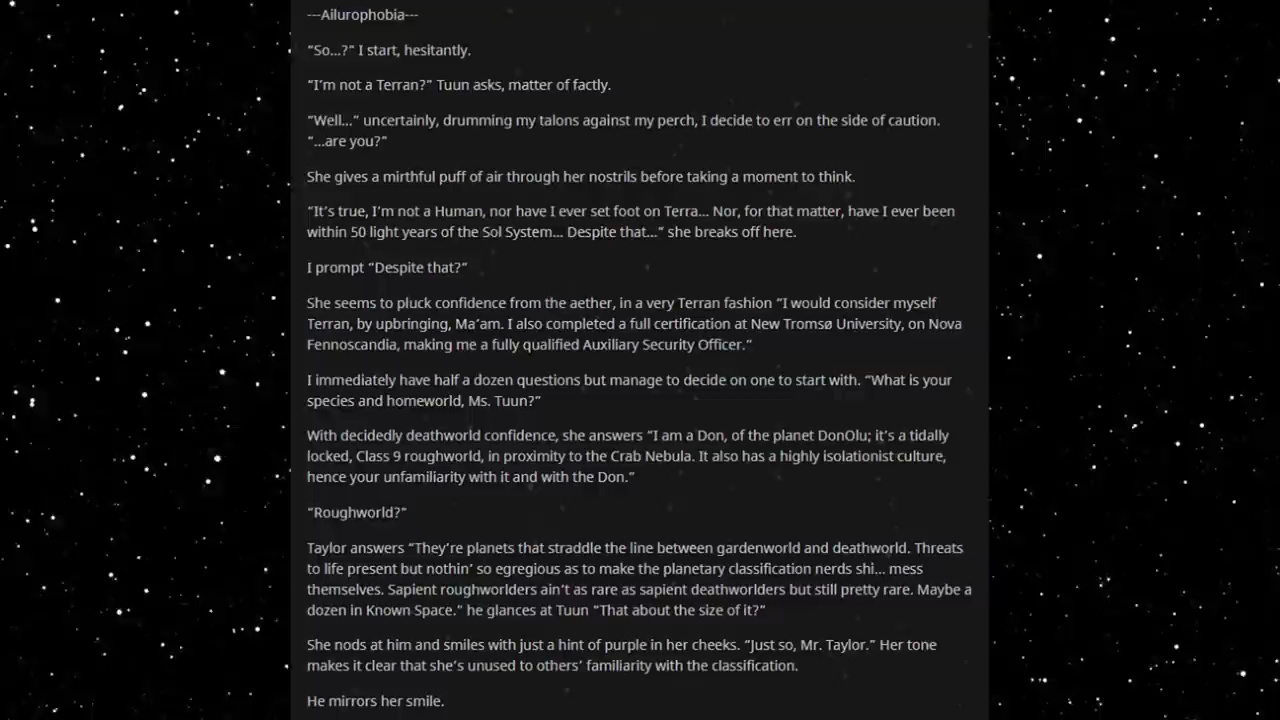 ---Ailurophobia---
“So…?” I start, hesitantly.
“I’m not a Terran?” Tuun asks, matter of factly.
“Well…” uncertainly, drumming my talons against my perch, I decide to err on the side of caution.
“…are you?”
She gives a mirthful puff of air through her nostrils before taking a moment to think.
“It’s true, I’m not a Human, nor have I ever set foot on Terra… Nor, for that matter, have I ever been
within 50 light years of the Sol System… Despite that…” she breaks off here.
I prompt “Despite that?”
She seems to pluck confidence from the aether, in a very Terran fashion “I would consider myself
Terran, by upbringing, Ma’am. I also completed a full certification at New Tromsø University, on Nova
Fennoscandia, making me a fully qualified Auxiliary Security Officer.”
I immediately have half a dozen questions but manage to decide on one to start with. “What is your
species and homeworld, Ms. Tuun?”
With decidedly deathworld confidence, she answers “I am a Don, of the planet DonOlu; it’s a tidally
locked, Class 9 roughworld, in proximity to the Crab Nebula. It also has a highly isolationist culture,
hence your unfamiliarity with it and with the Don.”
“Roughworld?”
Taylor answers “They’re planets that straddle the line between gardenworld and deathworld. Threats
to life present but nothin’ so egregious as to make the planetary classification nerds shi… mess
themselves. Sapient roughworlders ain’t as rare as sapient deathworlders but still pretty rare. Maybe a
dozen in Known Space.” he glances at Tuun “That about the size of it?”
She nods at him and smiles with just a hint of purple in her cheeks. “Just so, Mr. Taylor.” Her tone
makes it clear that she’s unused to others’ familiarity with the classification.
He mirrors her smile.